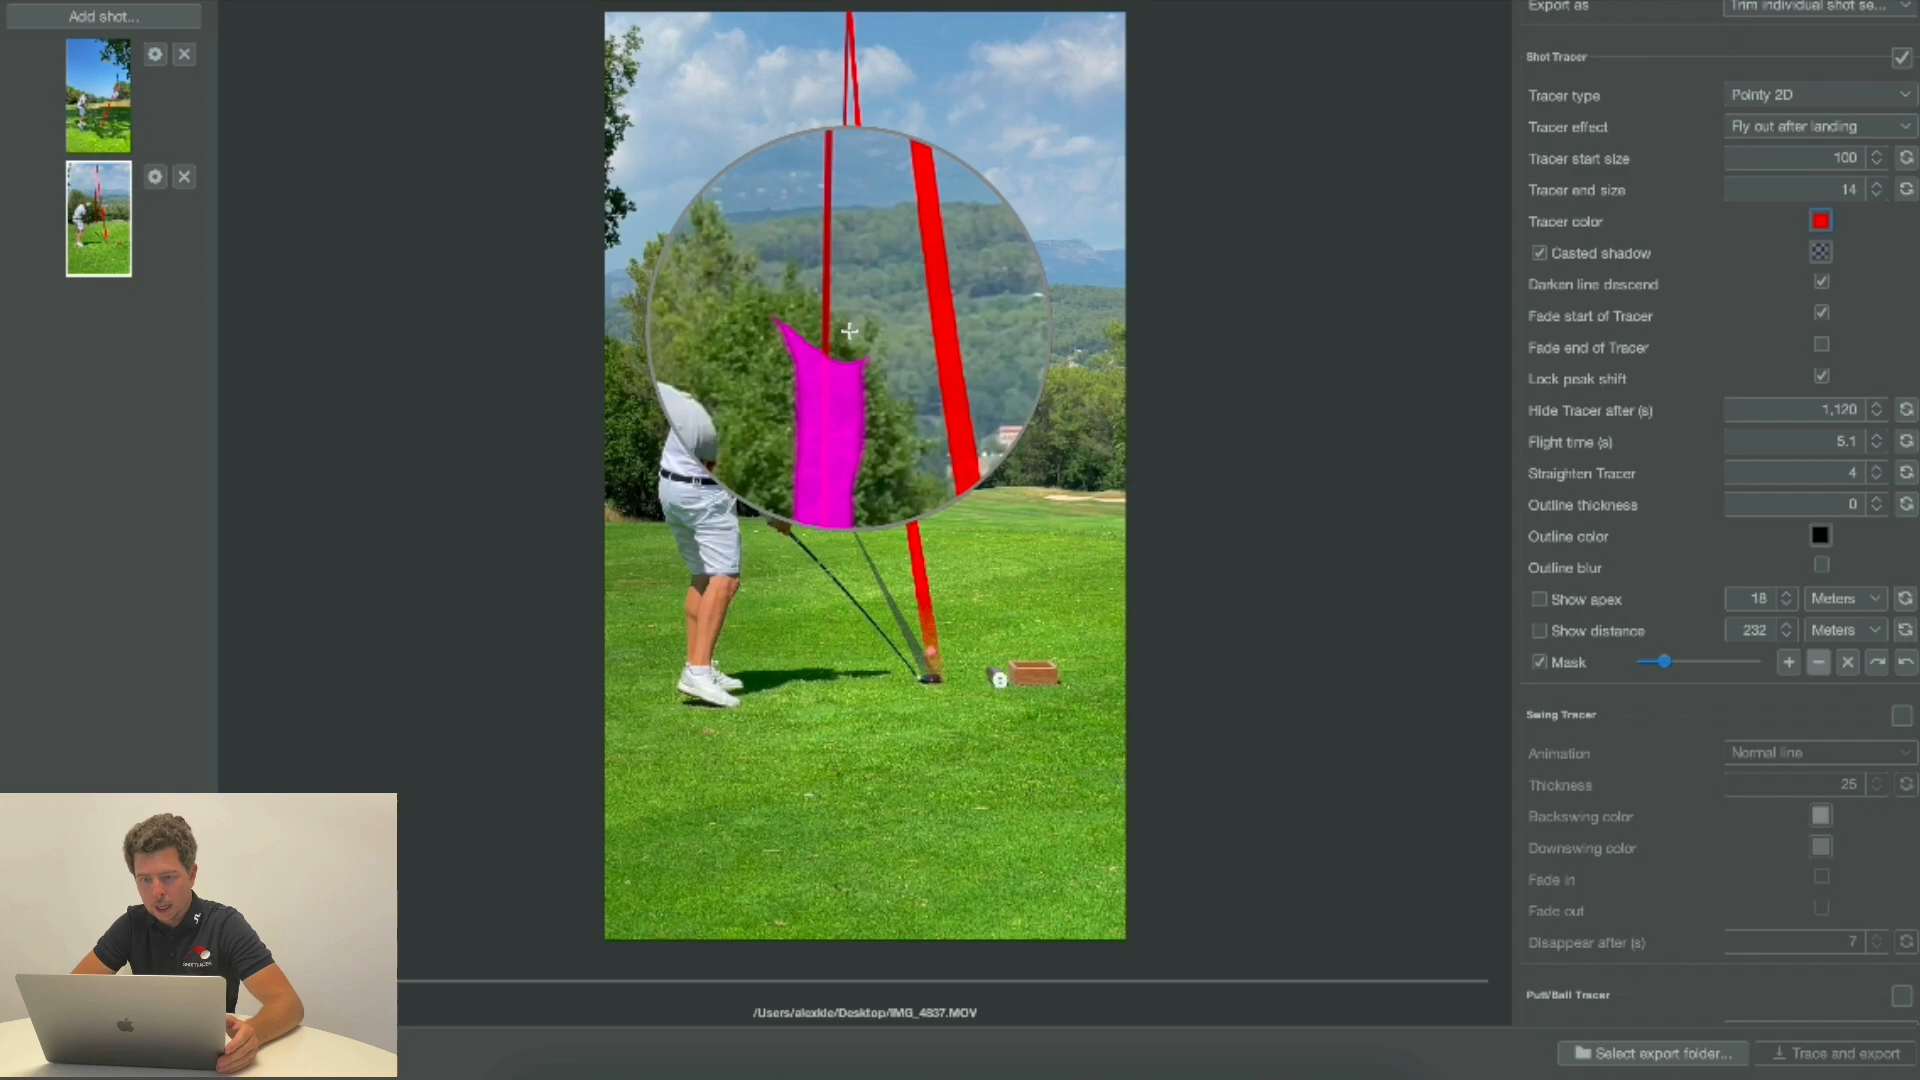 Add shot...
Export as
Trim individual shot se...
Shot Tracer
Tracer type
Pointy 2D
Tracer effect
Fly out after landing
Tracer start size
100
Tracer end size
14
Tracer color
Casted shadow
Darken line descend
Fade start of Tracer
Fade end of Tracer
Lock peak shift
Hide Tracer after (s)
1,120
Flight time (s)
5.1
Straighten Tracer
4
Outline thickness
0
Outline color
Outline blur
Show apex
18
Meters
Show distance
232
Meters
Mask
Swing Tracer
Animation
Normal line
Thickness
25
Backswing color
Downswing color
Fade in
Fade out
Disappear after (s)
7
Putt/Ball Tracer
/Users/alexkle/Desktop/IMG_4837.MOV
Select export folder...
Trace and export